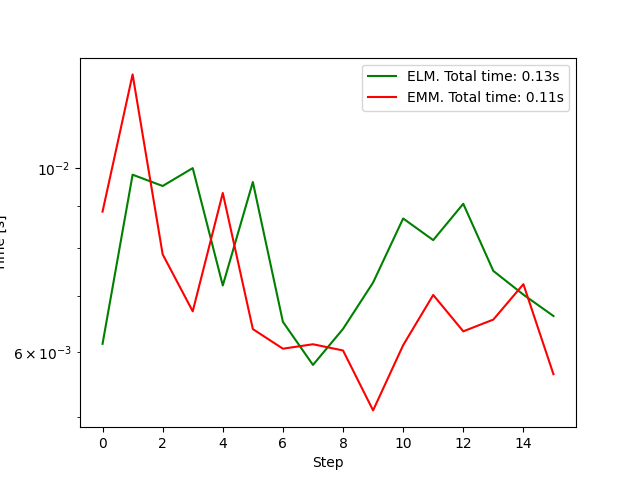 ELM. Total time: 0.13s
EMM. Total time: 0.11s
10⁻²
6 × 10⁻³
[s]
0 2 4 6 8 10 12 14
Step